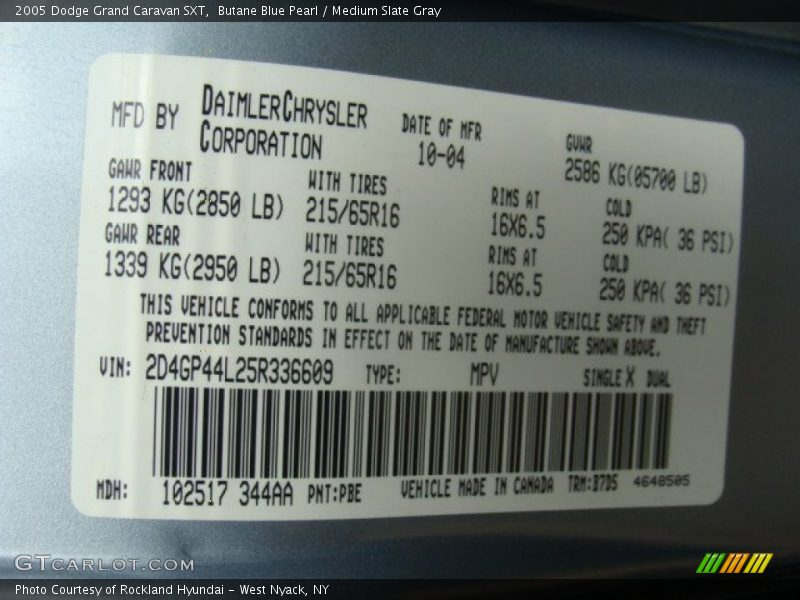 2005 Dodge Grand Caravan SXT, Butane Blue Pearl / Medium Slate Gray
MFD BY DAIMLERCHRYSLER CORPORATION
DATE OF MFR 10-04
GVWR 2586 KG(05700 LB)
GAWR FRONT WITH TIRES RIMS AT COLD
1293 KG(2850 LB) 215/65R16 16X6.5 250 KPA( 36 PSI)
GAWR REAR WITH TIRES RIMS AT COLD
1339 KG(2950 LB) 215/65R16 16X6.5 250 KPA( 36 PSI)
THIS VEHICLE CONFORMS TO ALL APPLICABLE FEDERAL MOTOR VEHICLE SAFETY AND THEFT
PREVENTION STANDARDS IN EFFECT ON THE DATE OF MANUFACTURE SHOWN ABOVE.
VIN: 2D4GP44L25R336609 TYPE: MPV SINGLE X DUAL
MDH: 102517 344AA PNT:PBE VEHICLE MADE IN CANADA TRM:B7D5 4648505
GTCARLOT.COM
Photo Courtesy of Rockland Hyundai - West Nyack, NY